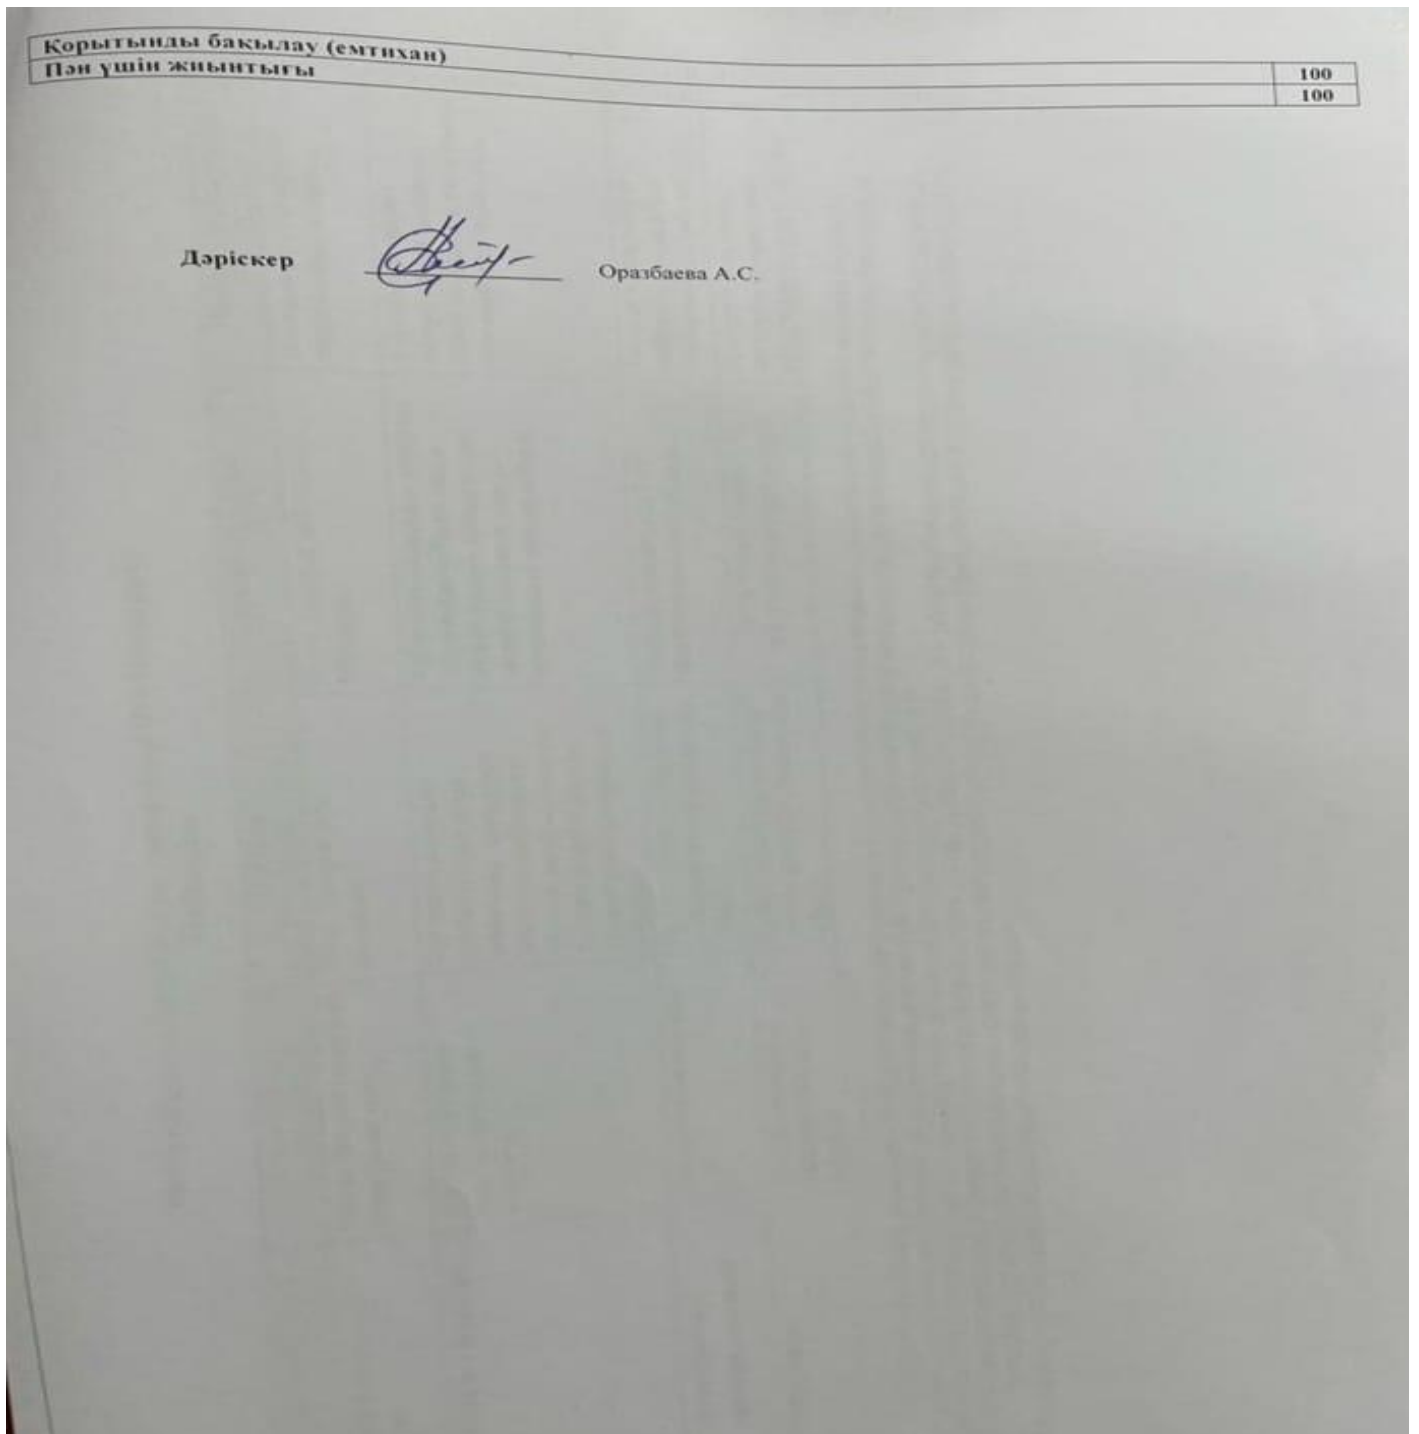 Қорытынды бақылау (емтихан) 100
Пән үшін жиынтығы 100
Дәріскер Оразбаева А.С.